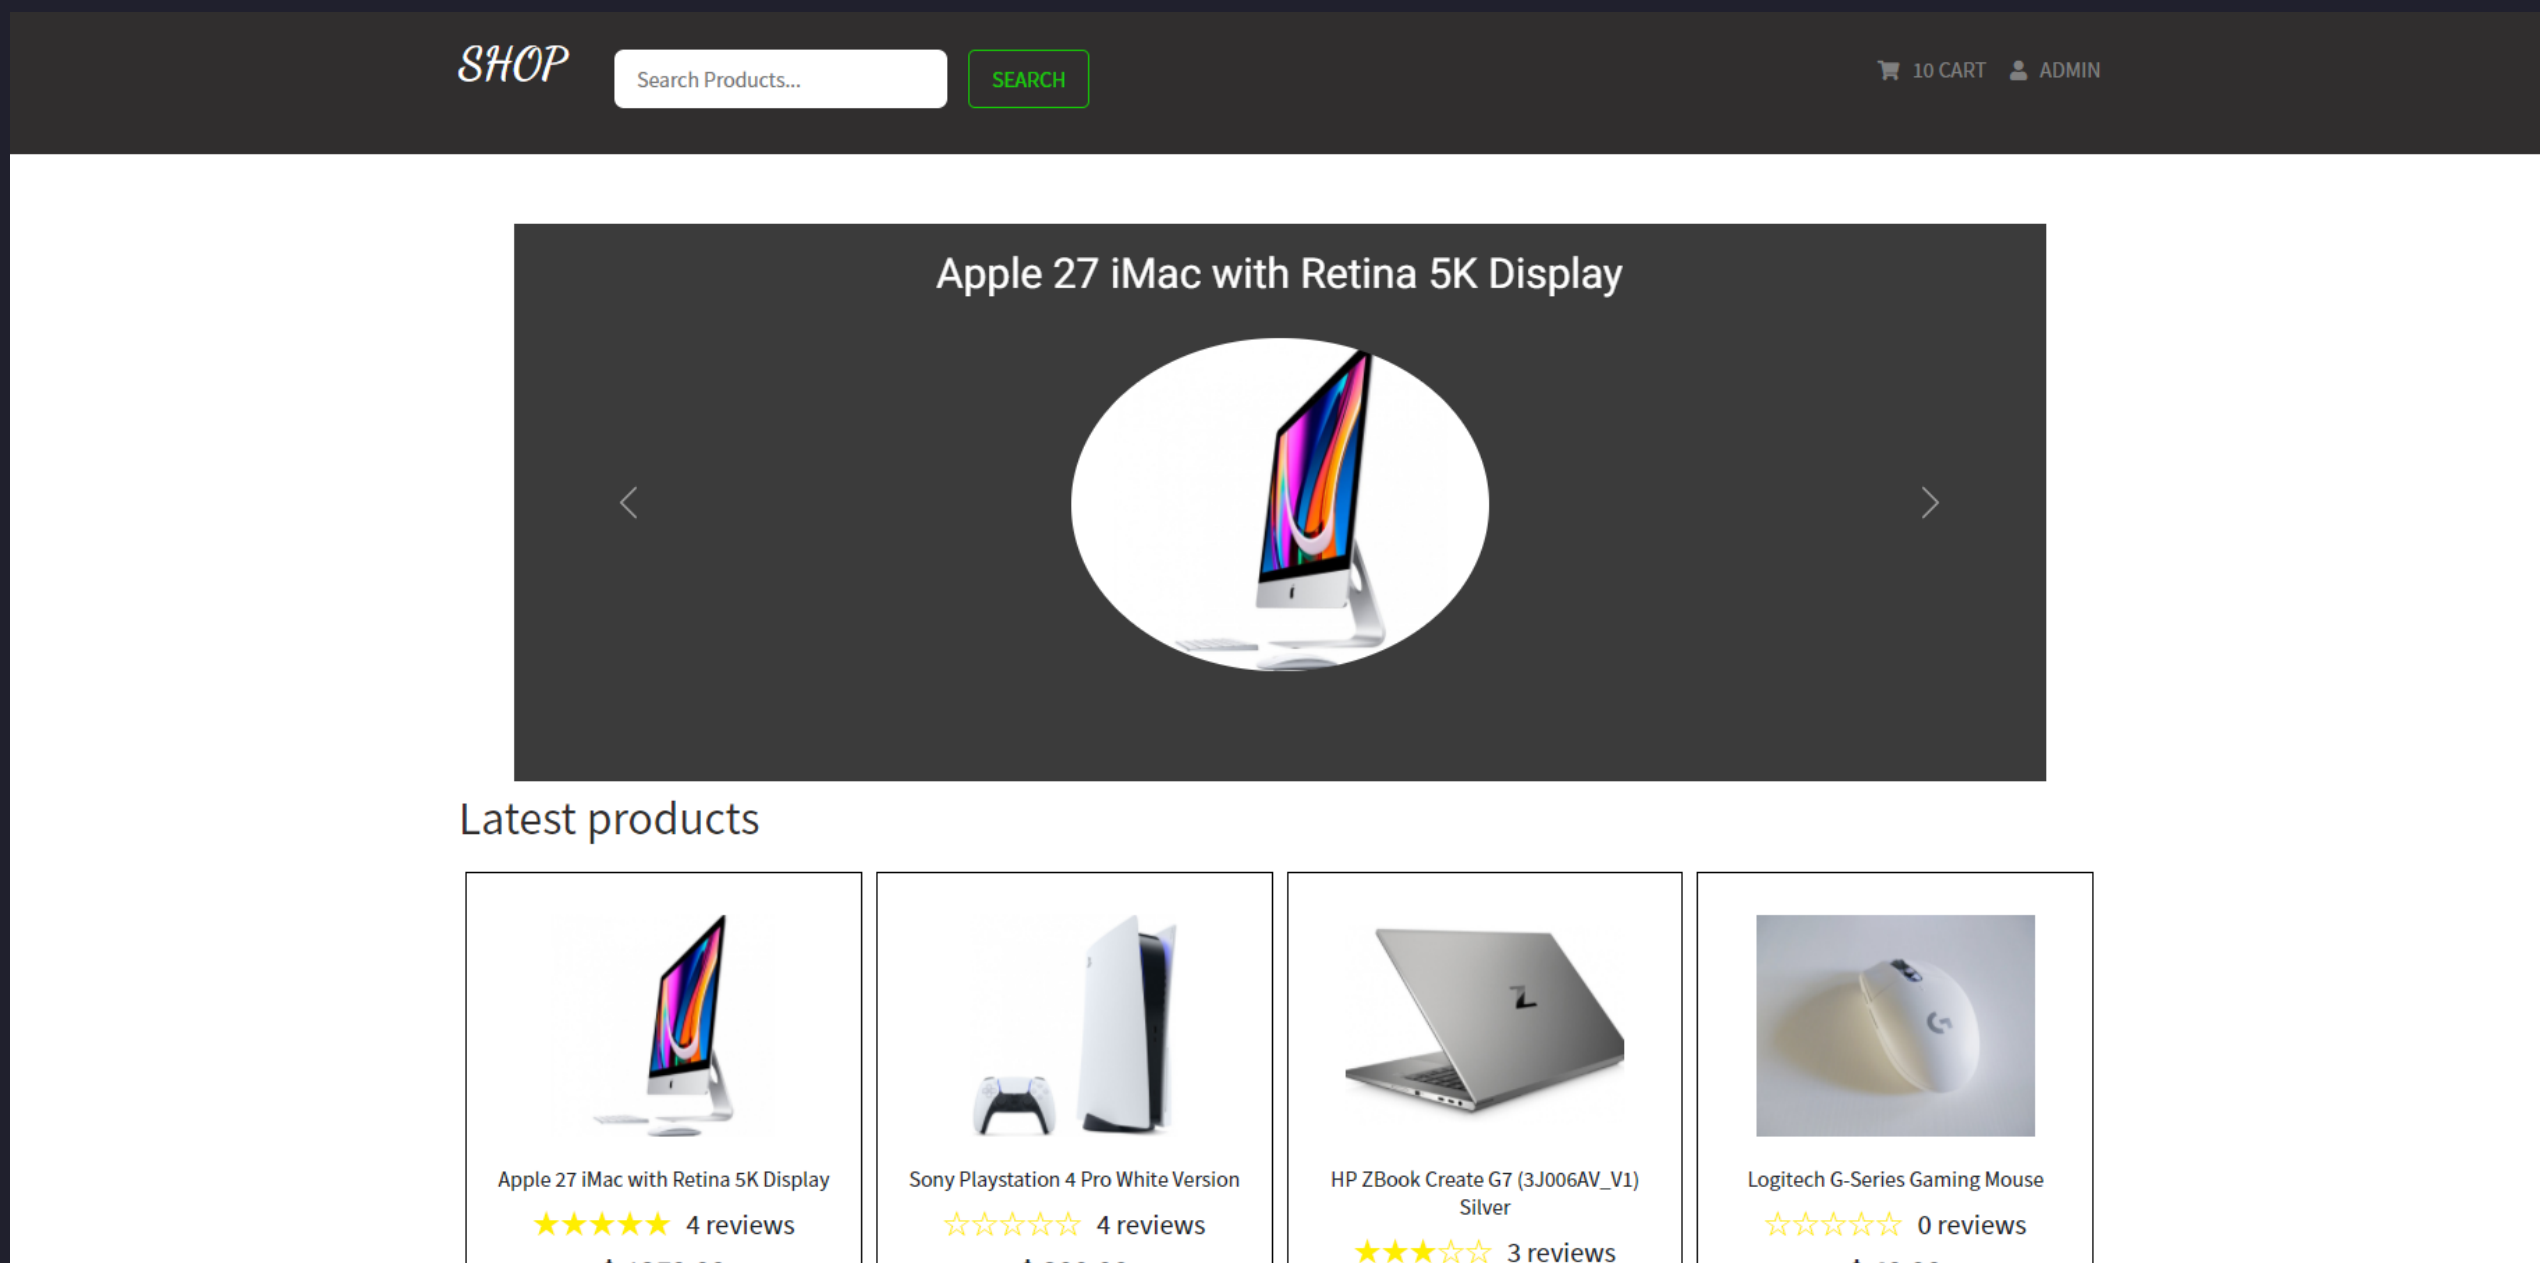 SHOP
Search Products...
SEARCH
10 CART
ADMIN
Apple 27 iMac with Retina 5K Display
Latest products
Apple 27 iMac with Retina 5K Display
4 reviews
Sony Playstation 4 Pro White Version
4 reviews
HP ZBook Create G7 (3J006AV_V1)
Silver
3 reviews
Logitech G-Series Gaming Mouse
0 reviews